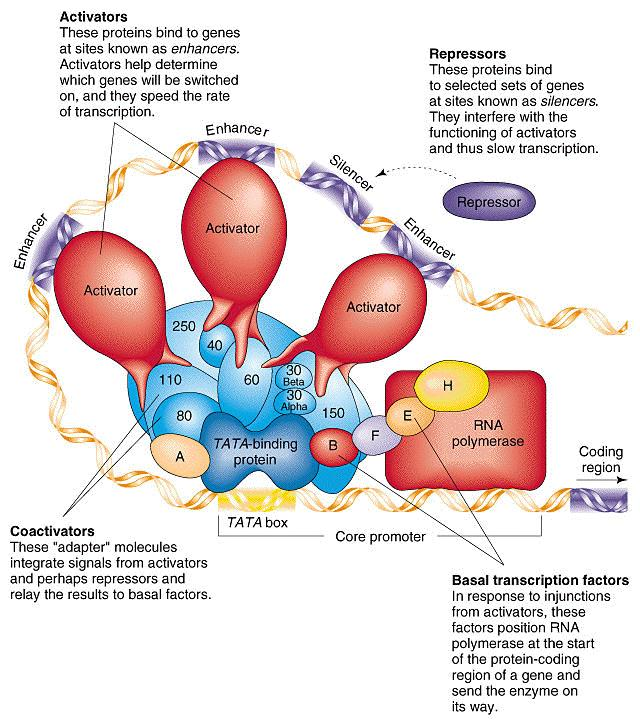 Activators
These proteins bind to genes
at sites known as enhancers.
Activators help determine
which genes will be switched
on, and they speed the rate
of transcription.
Repressors
These proteins bind
to selected sets of genes
at sites known as silencers.
They interfere with the
functioning of activators
and thus slow transcription.
Enhancer
Silencer
Repressor
Enhancer
Enhancer
Activator
Activator
Activator
250
40
110
60
30
Beta
30
Alpha
80
150
H
E
F
B
A
TATA-binding
protein
RNA
polymerase
Coding
region
TATA box
Core promoter
Coactivators
These "adapter" molecules
integrate signals from activators
and perhaps repressors and
relay the results to basal factors.
Basal transcription factors
In response to injunctions
from activators, these
factors position RNA
polymerase at the start
of the protein-coding
region of a gene and
send the enzyme on
its way.